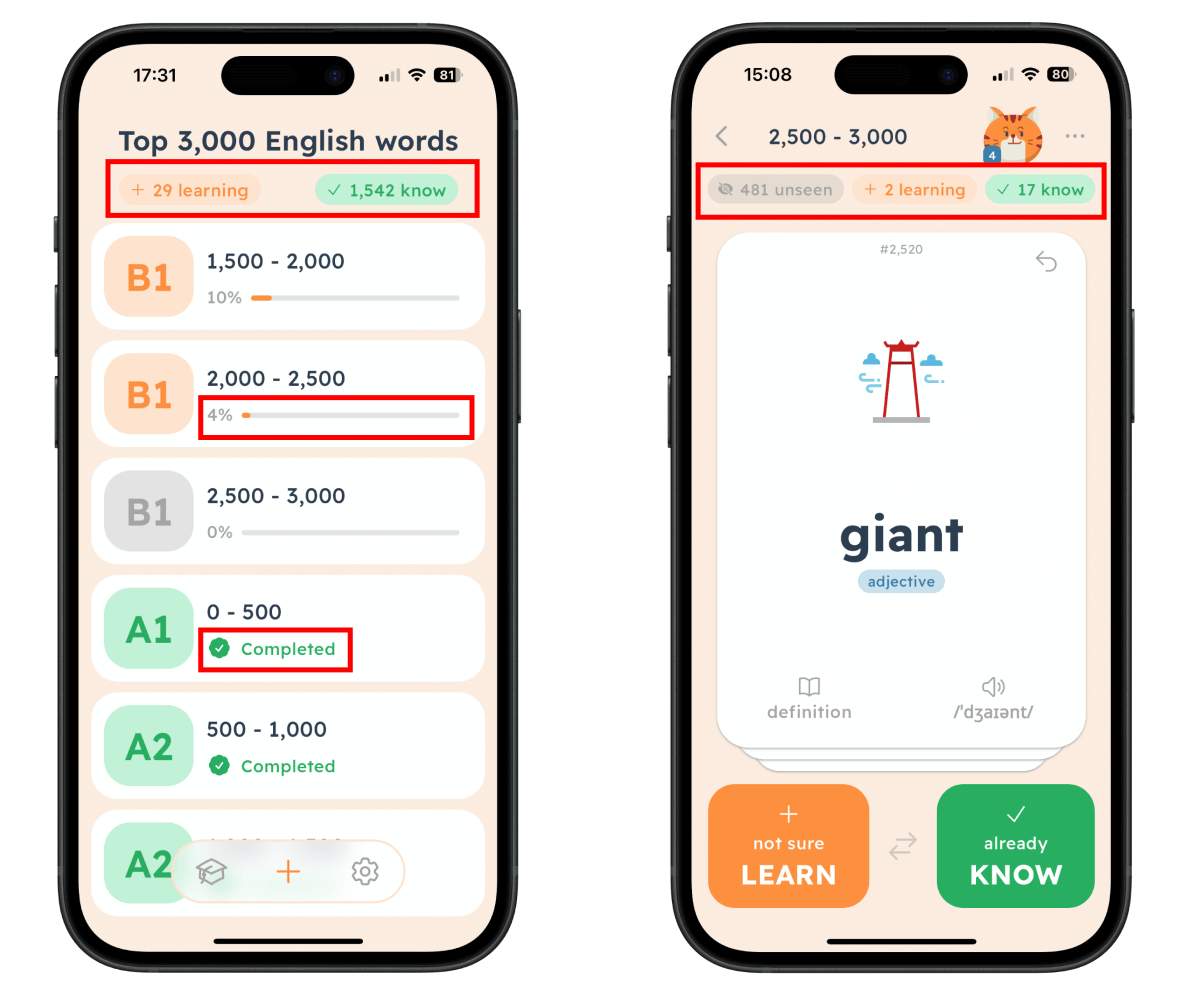 17:31
81
Top 3,000 English words
+ 29 learning
✓ 1,542 know
B1
1,500 - 2,000
10%
B1
2,000 - 2,500
4%
B1
2,500 - 3,000
0%
A1
0 - 500
Completed
A2
500 - 1,000
Completed
A2
15:08
80
2,500 - 3,000
4
481 unseen
+ 2 learning
✓ 17 know
#2,520
giant
adjective
definition
/'dʒaɪənt/
not sure
LEARN
already
KNOW